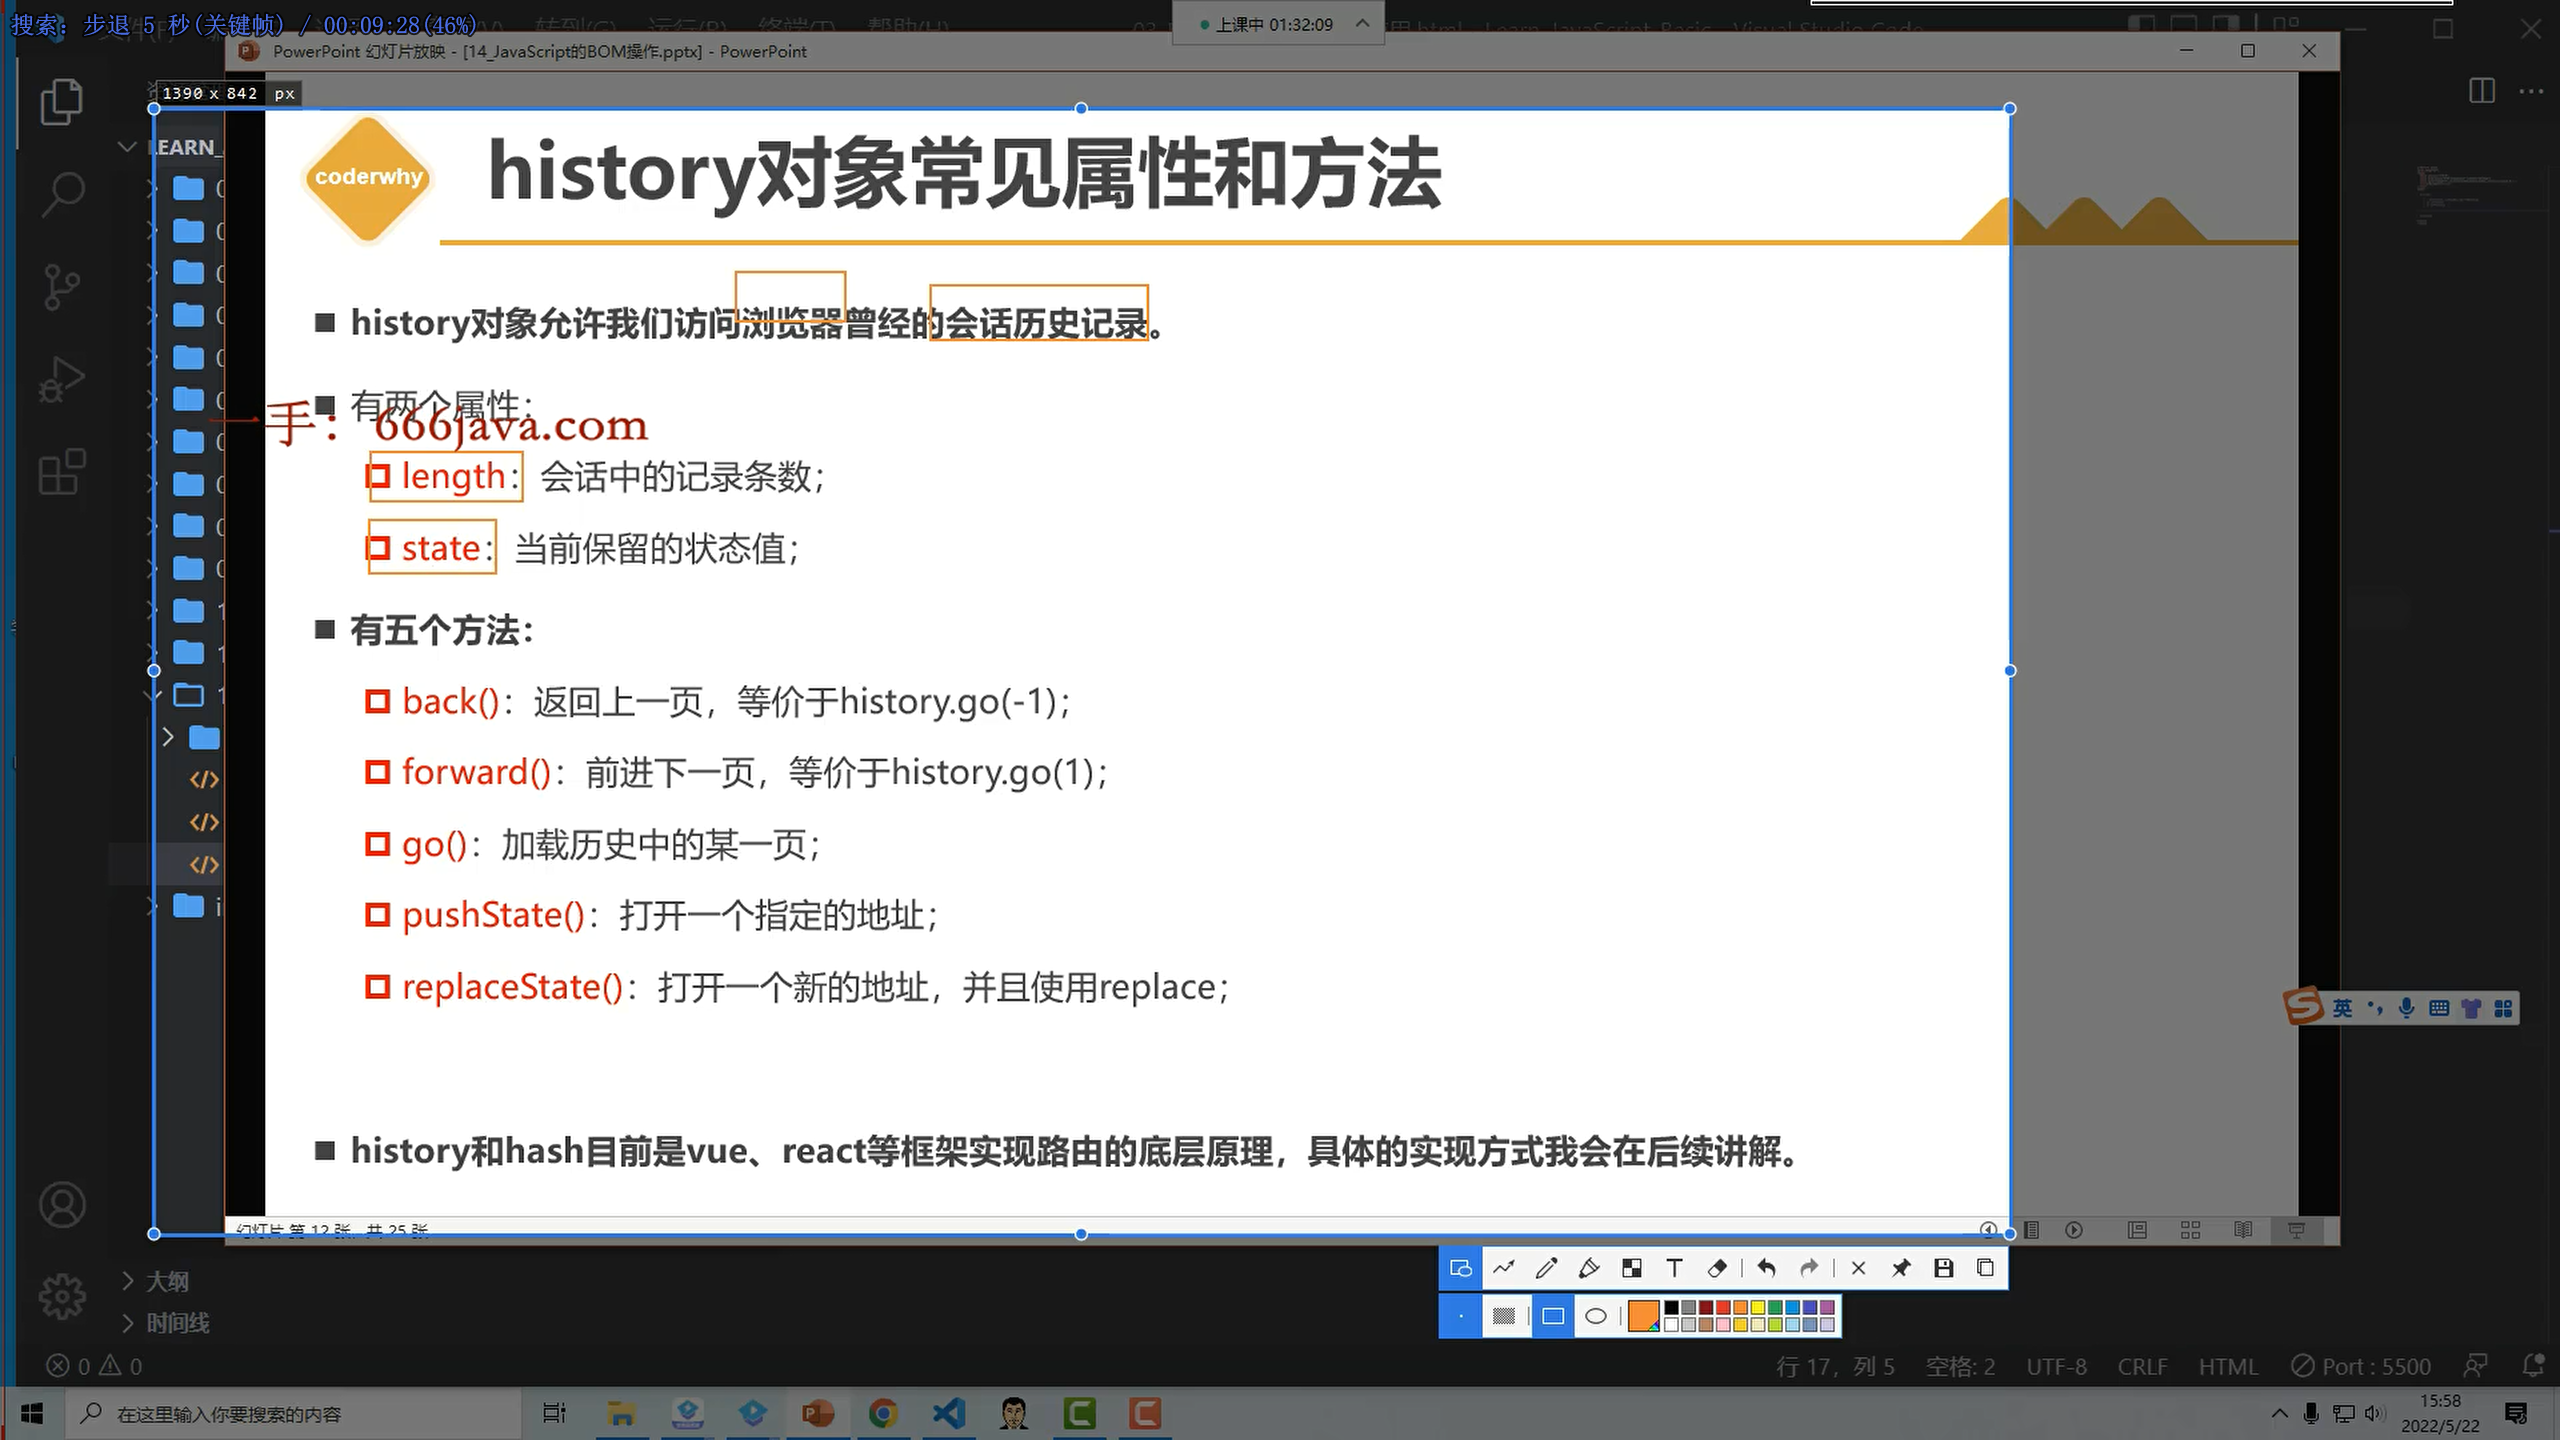 搜索: 步退 5 秒(关键帧) / 00:09:28(46%)
上课中 01:32:09
PowerPoint 幻灯片放映 - [14_JavaScript的BOM操作.pptx] - PowerPoint
1390 x 842 px
LEARN_
coderwhy
history对象常见属性和方法
history对象允许我们访问浏览器曾经的会话历史记录。
有两个属性：
一手：666java.com
length：会话中的记录条数；
state：当前保留的状态值；
有五个方法：
back()：返回上一页，等价于history.go(-1)；
forward()：前进下一页，等价于history.go(1)；
go()：加载历史中的某一页；
pushState()：打开一个指定的地址；
replaceState()：打开一个新的地址，并且使用replace；
history和hash目前是vue、react等框架实现路由的底层原理，具体的实现方式我会在后续讲解。
幻灯片 第 12 张，共 25 张
英
大纲
时间线
0 0
行 17，列 5 空格: 2 UTF-8 CRLF HTML Port : 5500
在这里输入你要搜索的内容
15:58
2022/5/22